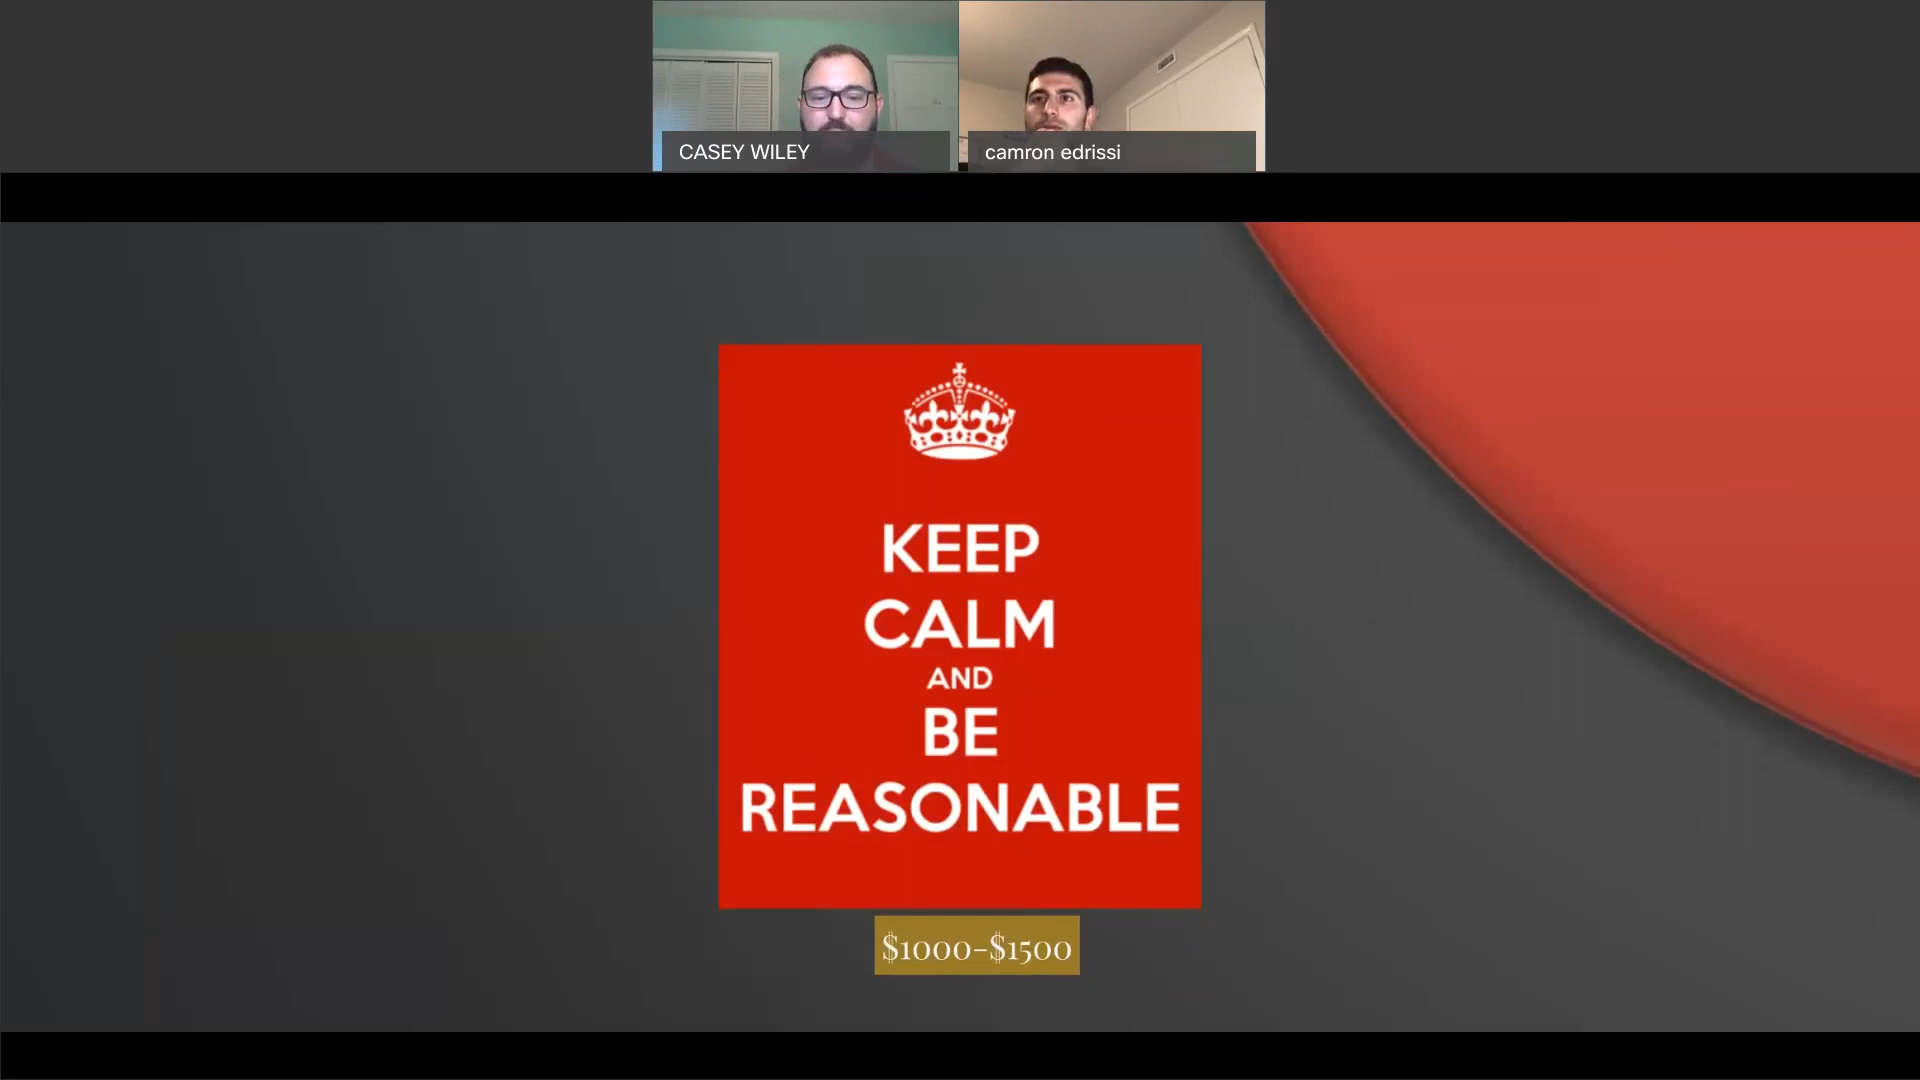 CASEY WILEY
camron edrissi
KEEP
CALM
AND
BE
REASONABLE
$1000-$1500